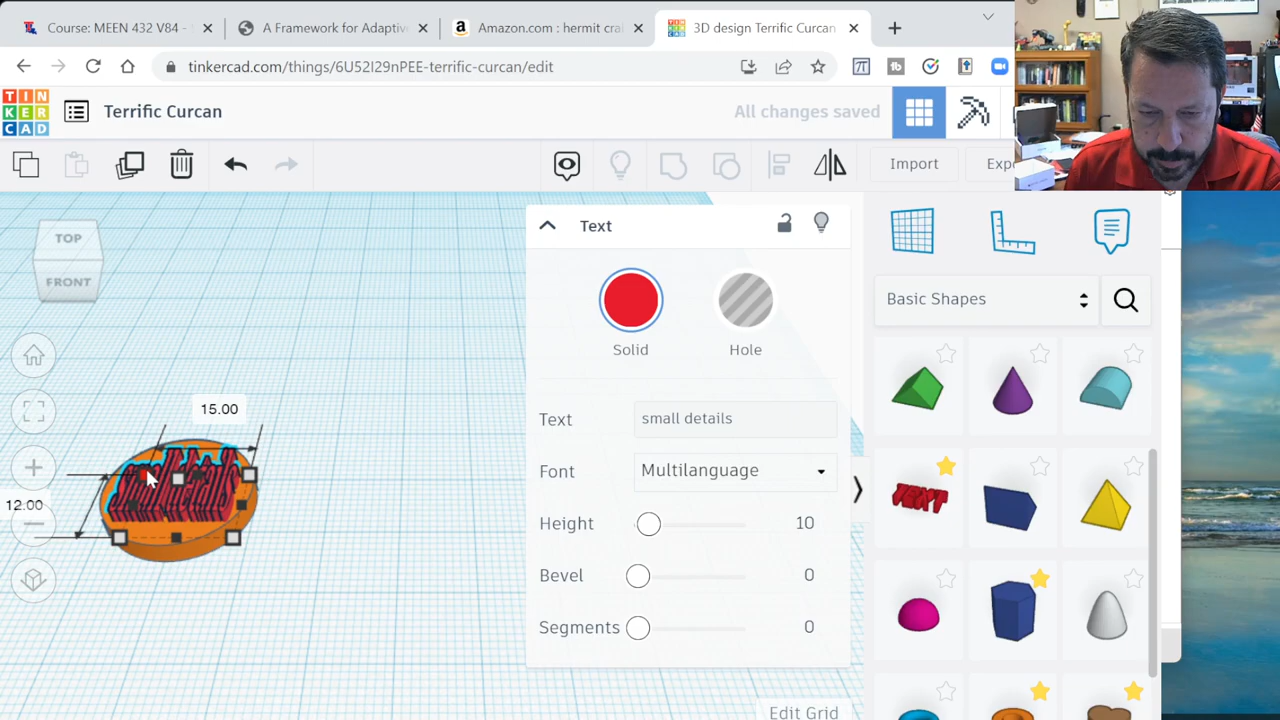 Course: MEEN 432 V84 -
A Framework for Adaptiv
Amazon.com : hermit cra
3D design Terrific Curcan
tinkercad.com/things/6U52I29nPEE-terrific-curcan/edit
TIN
KER
CAD
Terrific Curcan
All changes saved
Import
Exp
TOP
FRONT
Text
Solid
Hole
Text
small details
Font
Multilanguage
Height
10
Bevel
0
Segments
0
Basic Shapes
TEXT
15.00
12.00
small details
Edit Grid